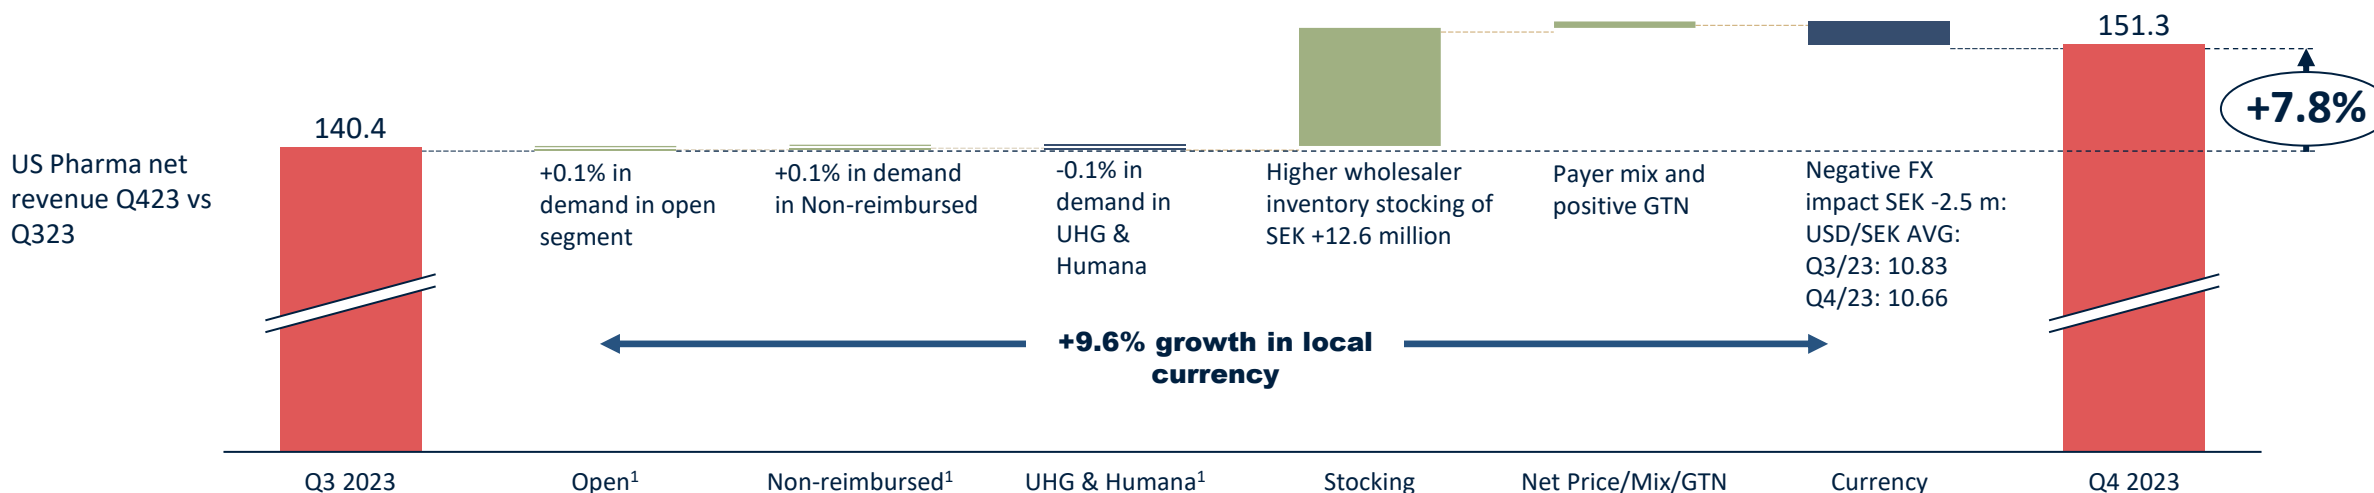 151.3
140.4
+7.8%
US Pharma net
revenue Q423 vs
Q323
+0.1% in
demand in open
segment
+0.1% in demand
in Non-reimbursed
-0.1% in
demand in
UHG &
Humana
Higher wholesaler
inventory stocking of
SEK +12.6 million
Payer mix and
positive GTN
Negative FX
impact SEK -2.5 m:
USD/SEK AVG:
Q3/23: 10.83
Q4/23: 10.66
+9.6% growth in local
currency
Q3 2023
Open¹
Non-reimbursed¹
UHG & Humana¹
Stocking
Net Price/Mix/GTN
Currency
Q4 2023